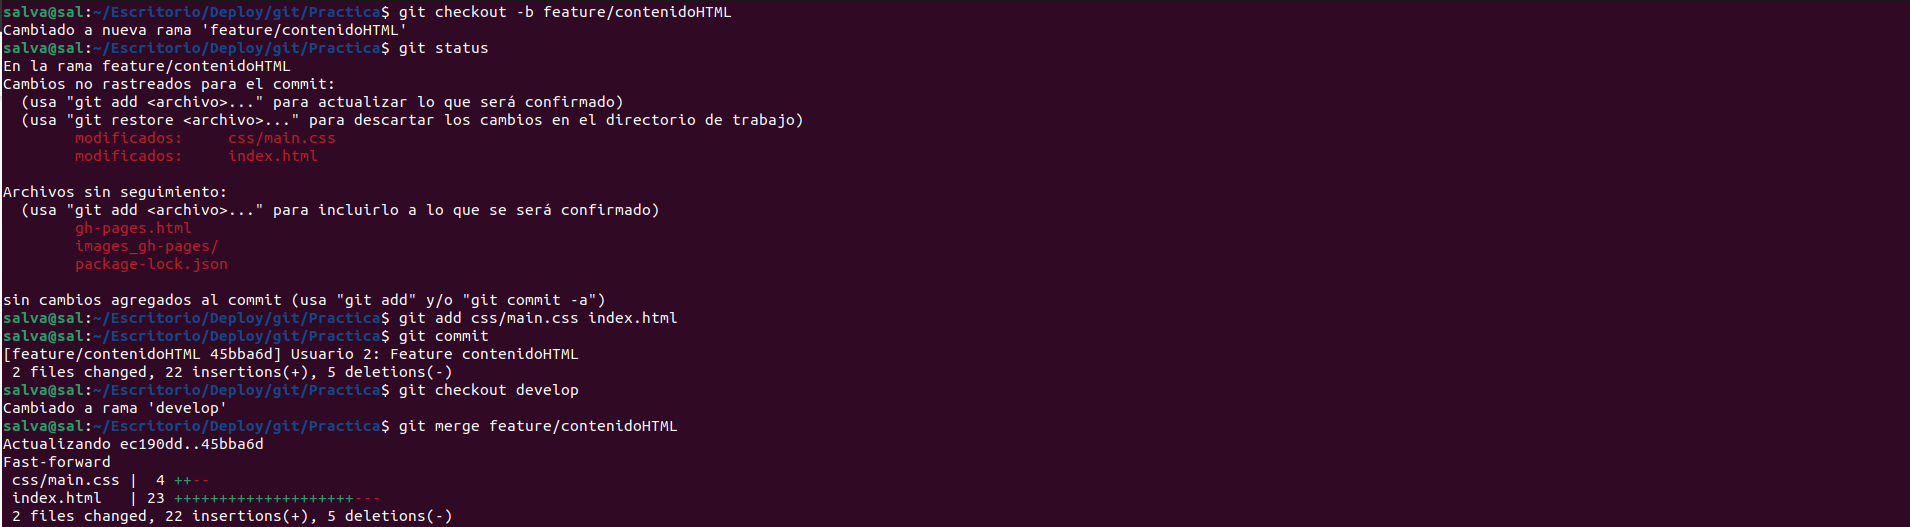 salva@sal:~/Escritorio/Deploy/git/Practica$ git checkout -b feature/contenidoHTML
Cambiado a nueva rama 'feature/contenidoHTML'
salva@sal:~/Escritorio/Deploy/git/Practica$ git status
En la rama feature/contenidoHTML
Cambios no rastreados para el commit:
  (usa "git add <archivo>..." para actualizar lo que será confirmado)
  (usa "git restore <archivo>..." para descartar los cambios en el directorio de trabajo)
        modificados:     css/main.css
        modificados:     index.html

Archivos sin seguimiento:
  (usa "git add <archivo>..." para incluirlo a lo que se será confirmado)
        gh-pages.html
        images_gh-pages/
        package-lock.json

sin cambios agregados al commit (usa "git add" y/o "git commit -a")
salva@sal:~/Escritorio/Deploy/git/Practica$ git add css/main.css index.html
salva@sal:~/Escritorio/Deploy/git/Practica$ git commit
[feature/contenidoHTML 45bba6d] Usuario 2: Feature contenidoHTML
 2 files changed, 22 insertions(+), 5 deletions(-)
salva@sal:~/Escritorio/Deploy/git/Practica$ git checkout develop
Cambiado a rama 'develop'
salva@sal:~/Escritorio/Deploy/git/Practica$ git merge feature/contenidoHTML
Actualizando ec190dd..45bba6d
Fast-forward
 css/main.css |  4 ++--
 index.html   | 23 ++++++++++++++++++++---
 2 files changed, 22 insertions(+), 5 deletions(-)